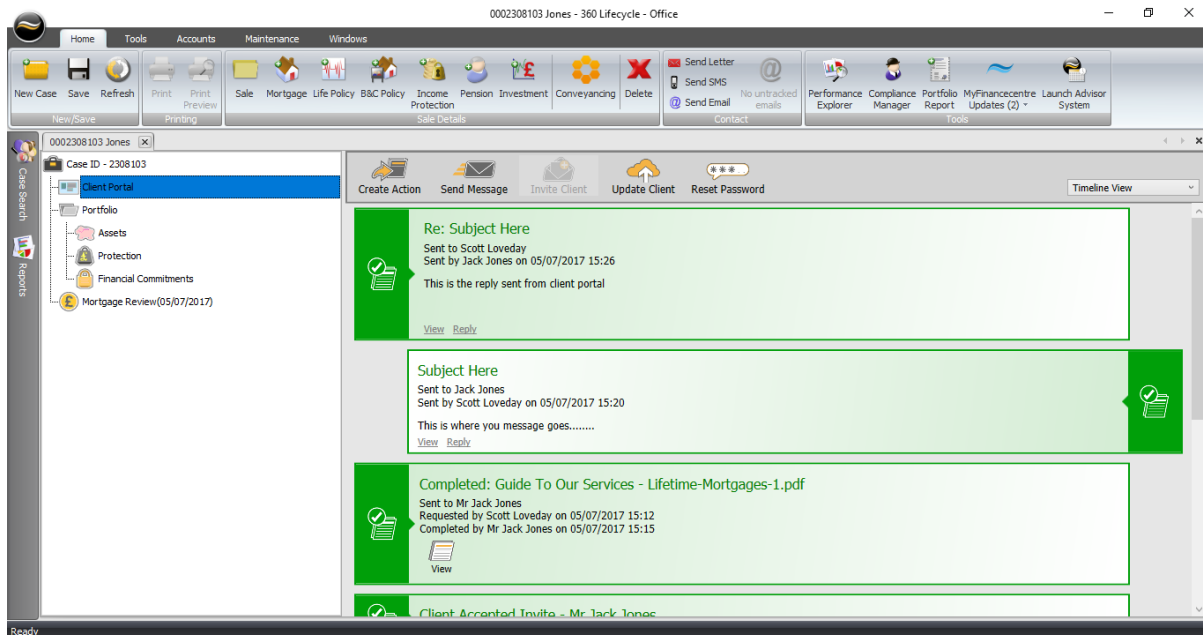 0002308103 Jones - 360 Lifecycle - Office
Home Tools Accounts Maintenance Windows
New Case Save Refresh
Print Print Preview
Sale Mortgage Life Policy B&C Policy Income Protection Pension Investment Conveyancing Delete
Send Letter
Send SMS
Send Email
No untracked emails
Performance Explorer Compliance Manager Portfolio Report MyFinancecentre Updates (2) Launch Advisor System
New/Save Printing Sale Details Contact Tools
0002308103 Jones
Case Search
Reports
Case ID - 2308103
Client Portal
Portfolio
Assets
Protection
Financial Commitments
Mortgage Review(05/07/2017)
Create Action Send Message Invite Client Update Client Reset Password Timeline View
Re: Subject Here
Sent to Scott Loveday
Sent by Jack Jones on 05/07/2017 15:26
This is the reply sent from client portal
View Reply
Subject Here
Sent to Jack Jones
Sent by Scott Loveday on 05/07/2017 15:20
This is where you message goes........
View Reply
Completed: Guide To Our Services - Lifetime-Mortgages-1.pdf
Sent to Mr Jack Jones
Requested by Scott Loveday on 05/07/2017 15:12
Completed by Mr Jack Jones on 05/07/2017 15:15
View
Client Accepted Invite - Mr Jack Jones
Ready